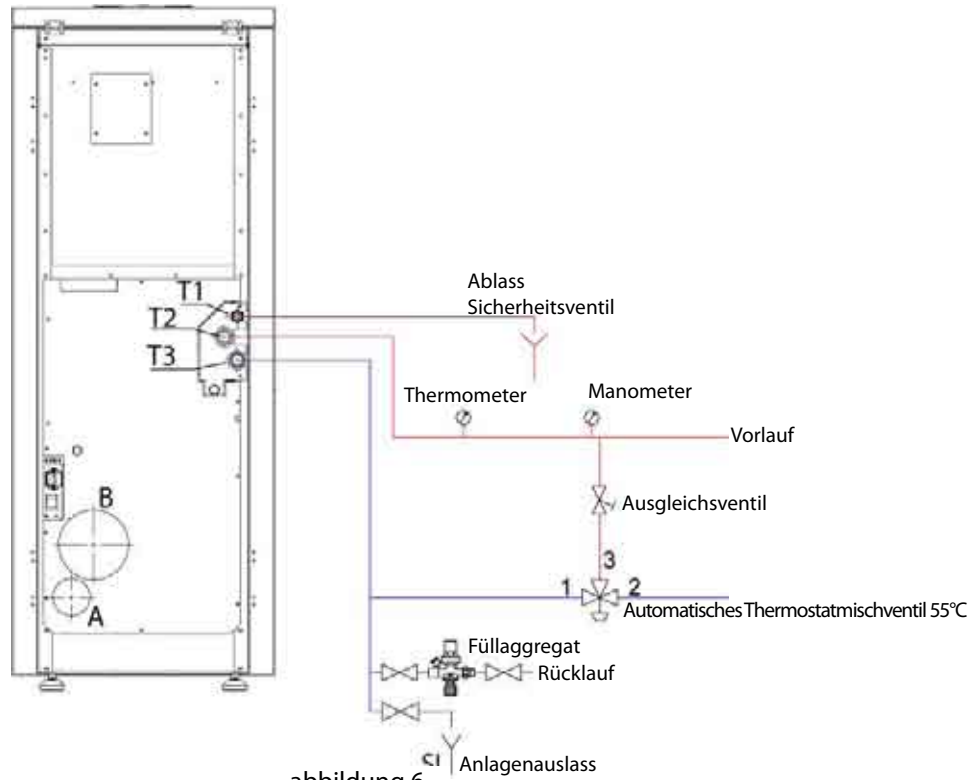 Ablass
Sicherheitsventil
T1
T2
T3
Thermometer
Manometer
Vorlauf
Ausgleichsventil
B
3
1
2
A
Automatisches Thermostatmischventil 55°C
Füllaggregat
Rücklauf
Anlagenauslass
abbildung 6